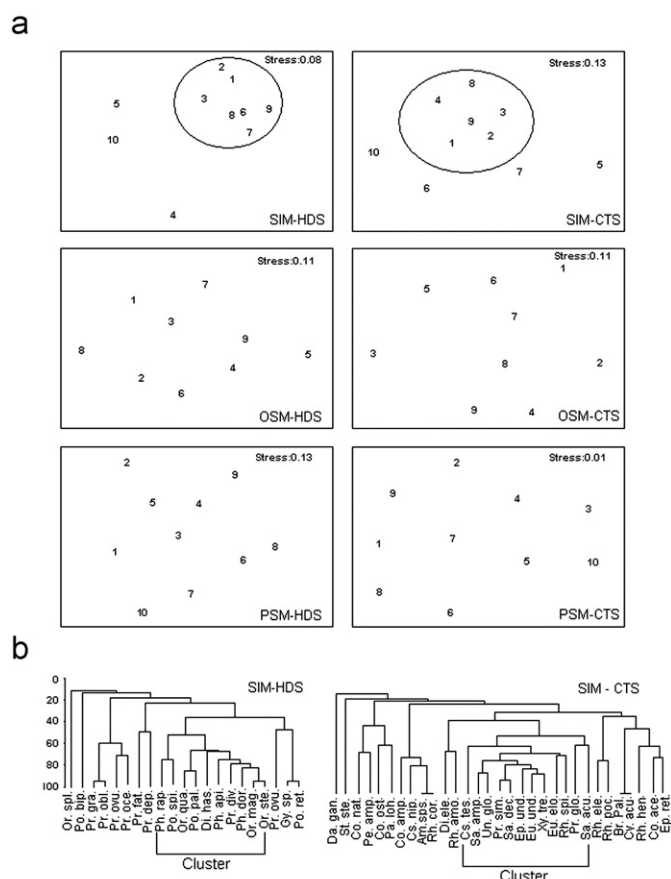 a
Stress:0.08
2
1
3
5
8 6 9
7
10
4
SIM-HDS
Stress:0.13
8
4
3
9
2
1
10
7
5
6
SIM-CTS
Stress:0.11
7
1
3
9
8
5
4
2
6
OSM-HDS
Stress:0.11
1
6
5
7
3
8
2
9
4
OSM-CTS
Stress:0.13
2
9
5
4
3
8
1
6
7
10
PSM-HDS
Stress:0.01
2
9
4
3
7
1
5
10
8
6
PSM-CTS
b
SIM-HDS
0
20
40
60
80
100
Or. spl.
Po. bip.
Pr. gra.
Pr. obl.
Pr. ovu.
Pr. oce.
Pr. fat.
Pr. dep.
Ph. rap.
Po. spi.
Or. qua.
Po. pal.
Di. has.
Ph. api.
Pr. div.
Ph. dor.
Or. mag.
Or. ste.
Pr. ovu.
Gy. sp.
Po. ret.
Cluster
SIM - CTS
Da. gan.
St. ste.
Co. nat.
Pe. amp.
Co. cst.
Pa. loh.
Co. amp.
Cs. nip.
Am.spes.
Rh. cor.
Di.ele.
Rh. amo.
Cs. tes.
Sa. amp.
Un. glo.
Pr. sim.
Sa. dec.
Ep. und.
Eu. und.
Xy. tre.
Eu. elo.
Rh. spi.
Pr. glo.
Sa. acu.
Rh. ele.
Rh. poc.
Br. Pal.
Cy. acu.
Rh. hen.
Co. ace.
Ep. ret.
Cluster